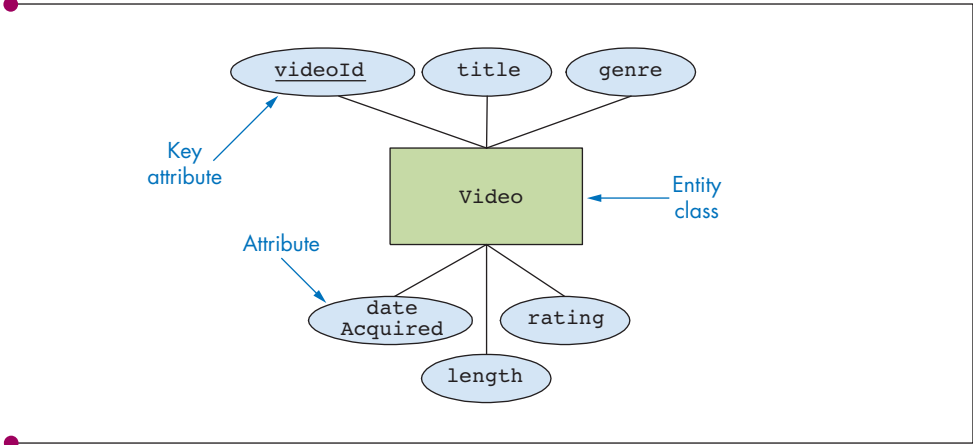 videoId
title
genre
Key
attribute
Video
Entity
class
Attribute
date
Acquired
rating
length